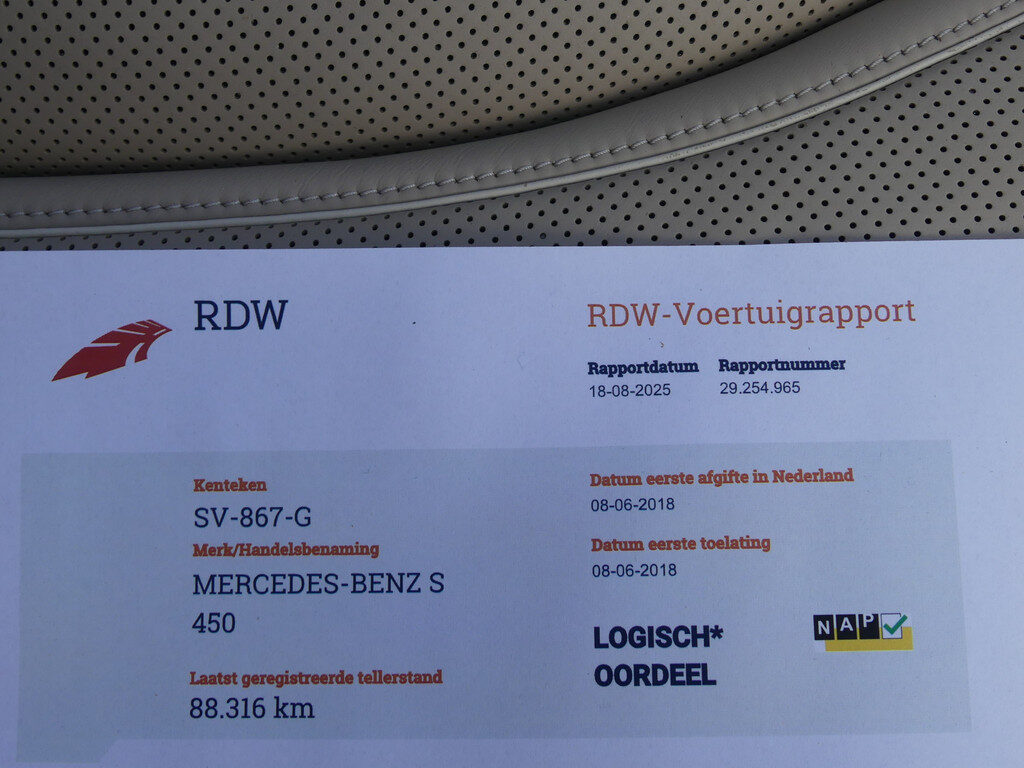 RDW
RDW-Voertuigrapport
Rapportdatum Rapportnummer
18-08-2025 29.254.965
Kenteken
SV-867-G
Merk/Handelsbenaming
MERCEDES-BENZ S
450
Laatst geregistreerde tellerstand
88.316 km
Datum eerste afgifte in Nederland
08-06-2018
Datum eerste toelating
08-06-2018
LOGISCH*
OORDEEL
NAP